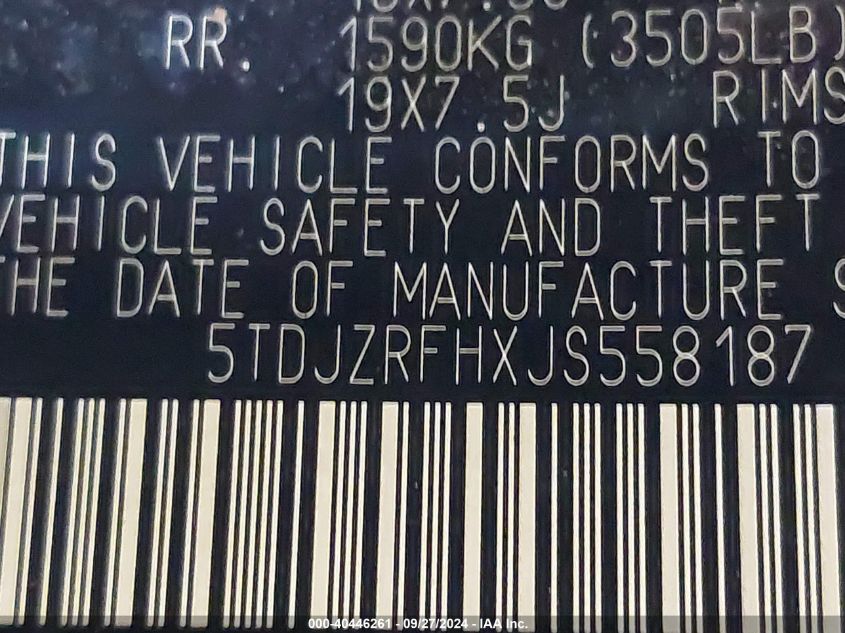 RR. 1590KG (3505LB)
19X7.5J RIMS
THIS VEHICLE CONFORMS TO
VEHICLE SAFETY AND THEFT
THE DATE OF MANUFACTURE S
5TDJZRFHXJS558187
000-40446261 - 09/27/2024 - IAA Inc.